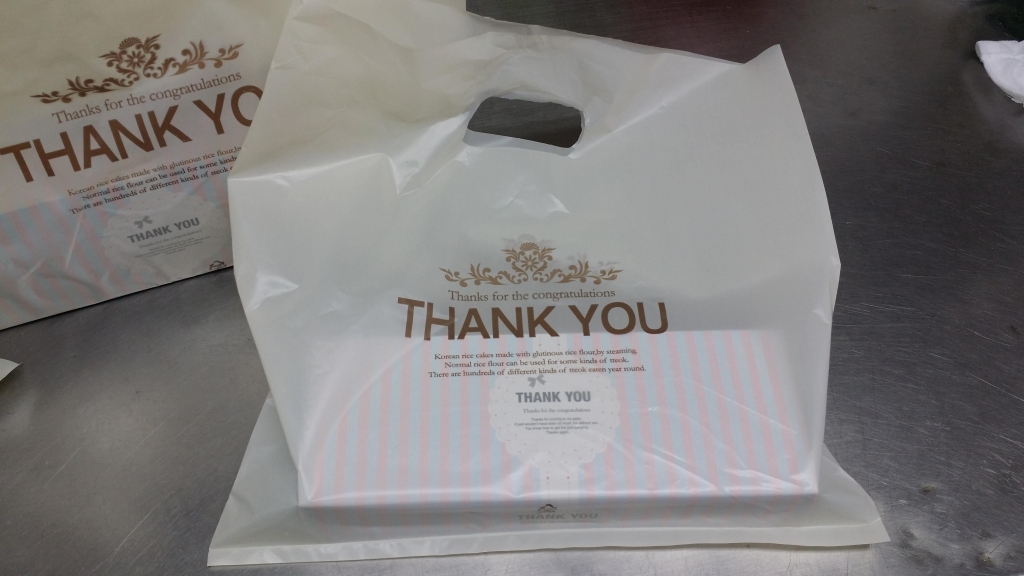 Thanks for the congratulations
THANK YO
Korean rice cakes made with glutinous rice flour,by
Normal rice flour can be used for some kinds
There are hundreds of different kinds of tteok
THANK YOU
Thanks for the congratulations
THANK YOU
Korean rice cakes made with glutinous rice flour,by steaming.
Normal rice flour can be used for some kinds of tteok.
There are hundreds of different kinds of tteok eaten year round.
THANK YOU
Thanks for the congratulations
THANK YOU